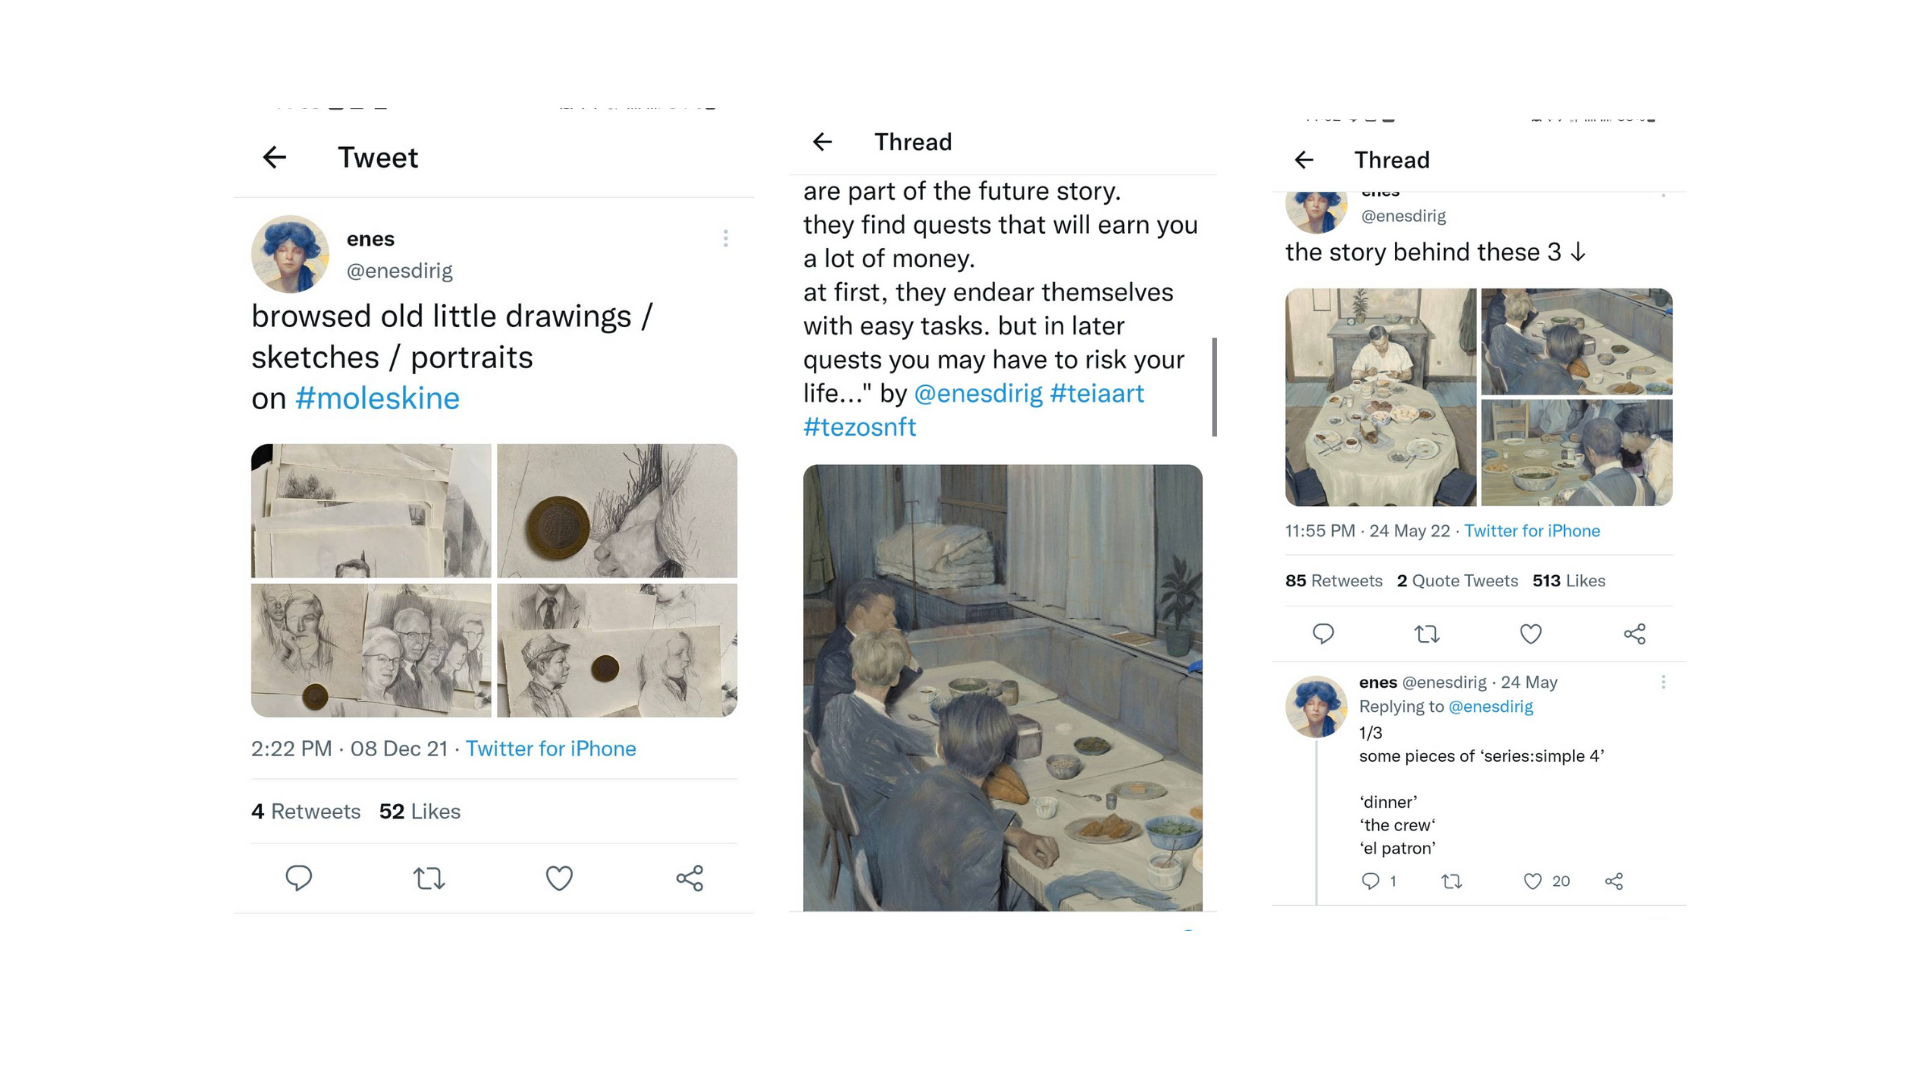 Tweet
enes
@enesdirig
browsed old little drawings /
sketches / portraits
on #moleskine
2:22 PM · 08 Dec 21 · Twitter for iPhone
4 Retweets 52 Likes
Thread
are part of the future story.
they find quests that will earn you
a lot of money.
at first, they endear themselves
with easy tasks. but in later
quests you may have to risk your
life..." by @enesdirig #teiaart
#tezosnft
Thread
enes
@enesdirig
the story behind these 3 ↓
11:55 PM · 24 May 22 · Twitter for iPhone
85 Retweets 2 Quote Tweets 513 Likes
enes @enesdirig · 24 May
Replying to @enesdirig
1/3
some pieces of ‘series:simple 4’
‘dinner’
‘the crew‘
‘el patron’
1 20